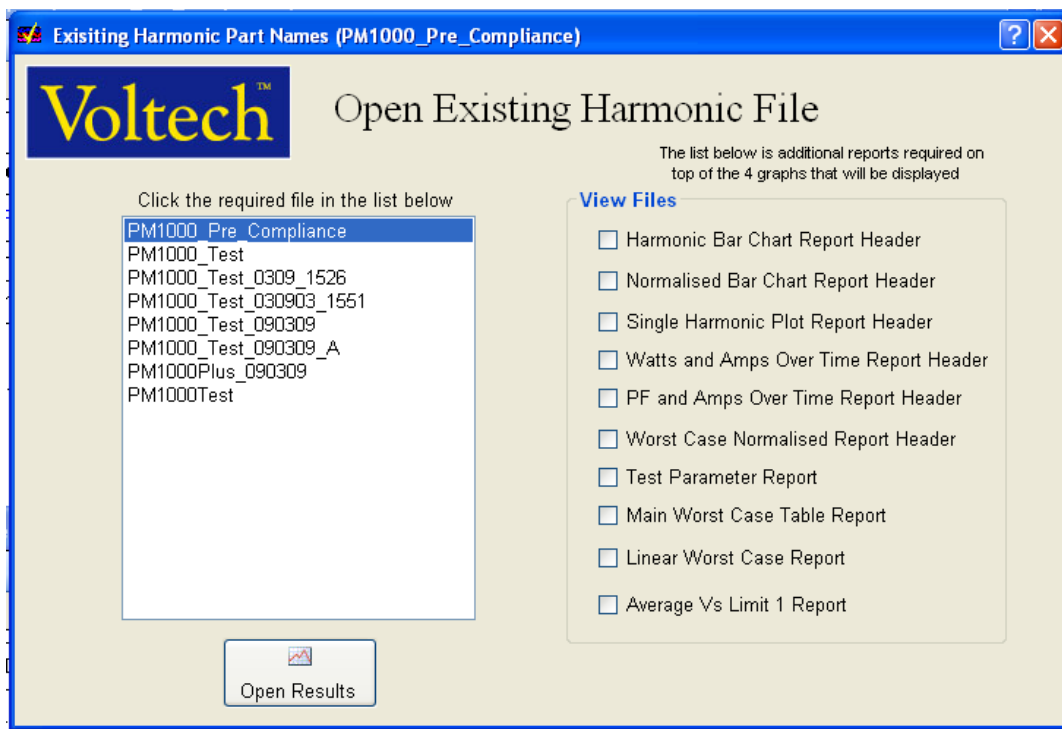 Exisiting Harmonic Part Names (PM1000_Pre_Compliance)
Voltech™
Open Existing Harmonic File
The list below is additional reports required on
top of the 4 graphs that will be displayed
Click the required file in the list below
PM1000_Pre_Compliance
PM1000_Test
PM1000_Test_0309_1526
PM1000_Test_030903_1551
PM1000_Test_090309
PM1000_Test_090309_A
PM1000Plus_090309
PM1000Test
Open Results
View Files
Harmonic Bar Chart Report Header
Normalised Bar Chart Report Header
Single Harmonic Plot Report Header
Watts and Amps Over Time Report Header
PF and Amps Over Time Report Header
Worst Case Normalised Report Header
Test Parameter Report
Main Worst Case Table Report
Linear Worst Case Report
Average Vs Limit 1 Report